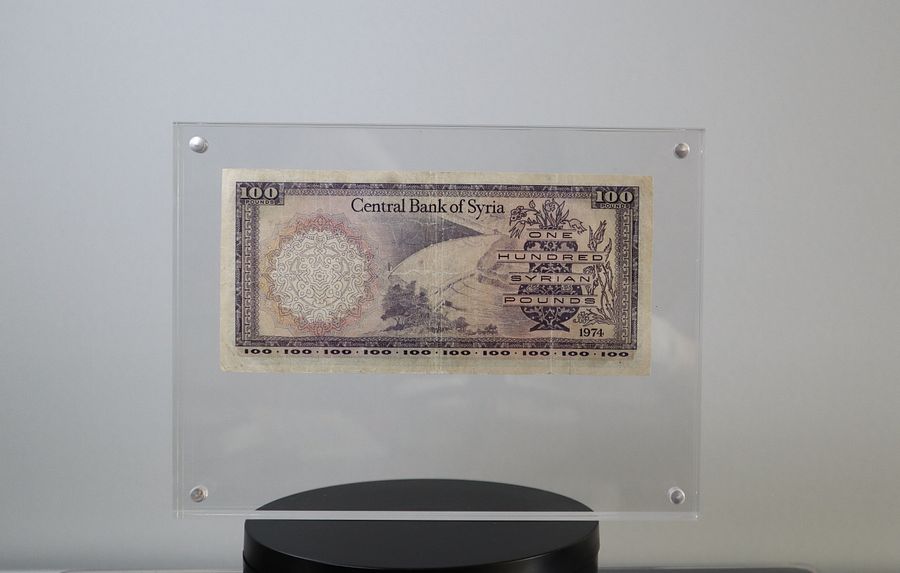 100 100
POUNDS POUNDS
Central Bank of Syria
ONE
HUNDRED
SYRIAN
POUNDS
1974
100 · 100 · 100 · 100 · 100 · 100 · 100 · 100 · 100 · 100